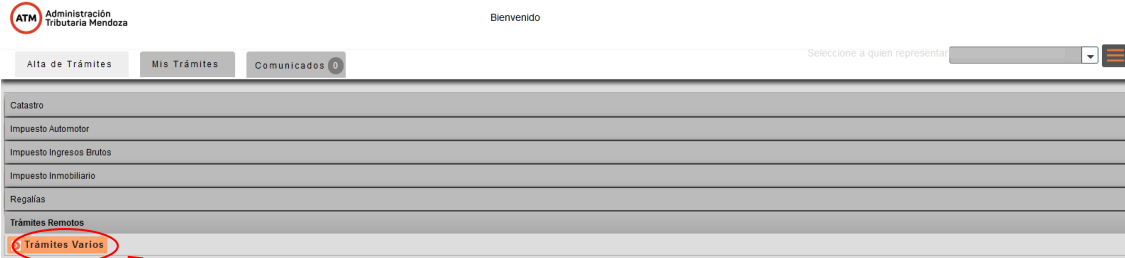 ATM Administración
Tributaria Mendoza
Bienvenido
Alta de Trámites Mis Trámites Comunicados 0 Seleccione a quien representar
Catastro
Impuesto Automotor
Impuesto Ingresos Brutos
Impuesto Inmobiliario
Regalías
Trámites Remotos
Trámites Varios